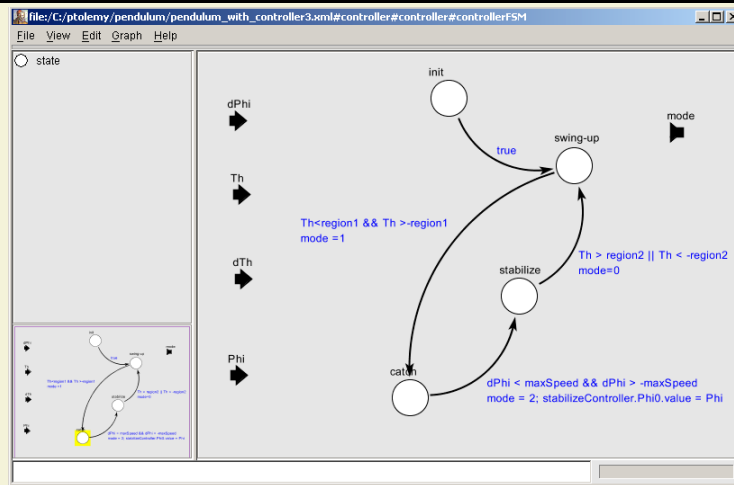 file:/C:/ptolemy/pendulum/pendulum_with_controller3.xml#controller#controller#controllerFSM
File View Edit Graph Help
state
init
dPhi
mode
swing-up
true
Th
Th<region1 && Th >-region1
mode =1
dTh
Th > region2 || Th < -region2
mode=0
stabilize
Phi
catch
dPhi < maxSpeed && dPhi > -maxSpeed
mode = 2; stabilizeController.Phi0.value = Phi